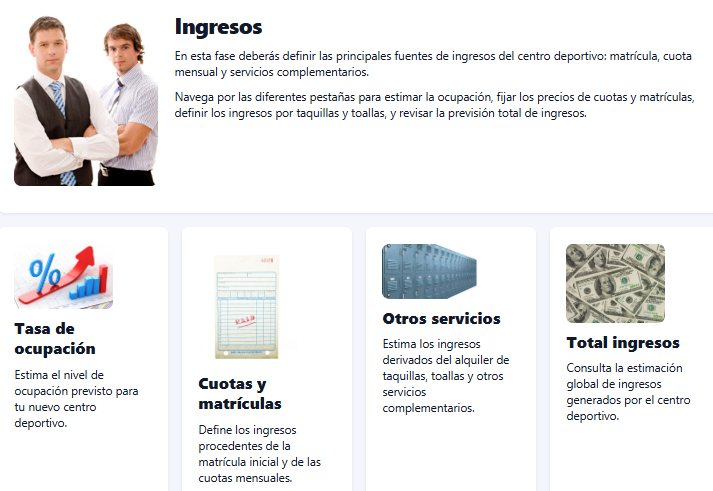 Ingresos
En esta fase deberás definir las principales fuentes de ingresos del centro deportivo: matrícula, cuota
mensual y servicios complementarios.
Navega por las diferentes pestañas para estimar la ocupación, fijar los precios de cuotas y matrículas,
definir los ingresos por taquillas y toallas, y revisar la previsión total de ingresos.
%
Tasa de
ocupación
Estima el nivel de
ocupación previsto para
tu nuevo centro
deportivo.
PAID
Cuotas y
matrículas
Define los ingresos
procedentes de la
matrícula inicial y de las
cuotas mensuales.
Otros servicios
Estima los ingresos
derivados del alquiler de
taquillas, toallas y otros
servicios
complementarios.
Total ingresos
Consulta la estimación
global de ingresos
generados por el centro
deportivo.